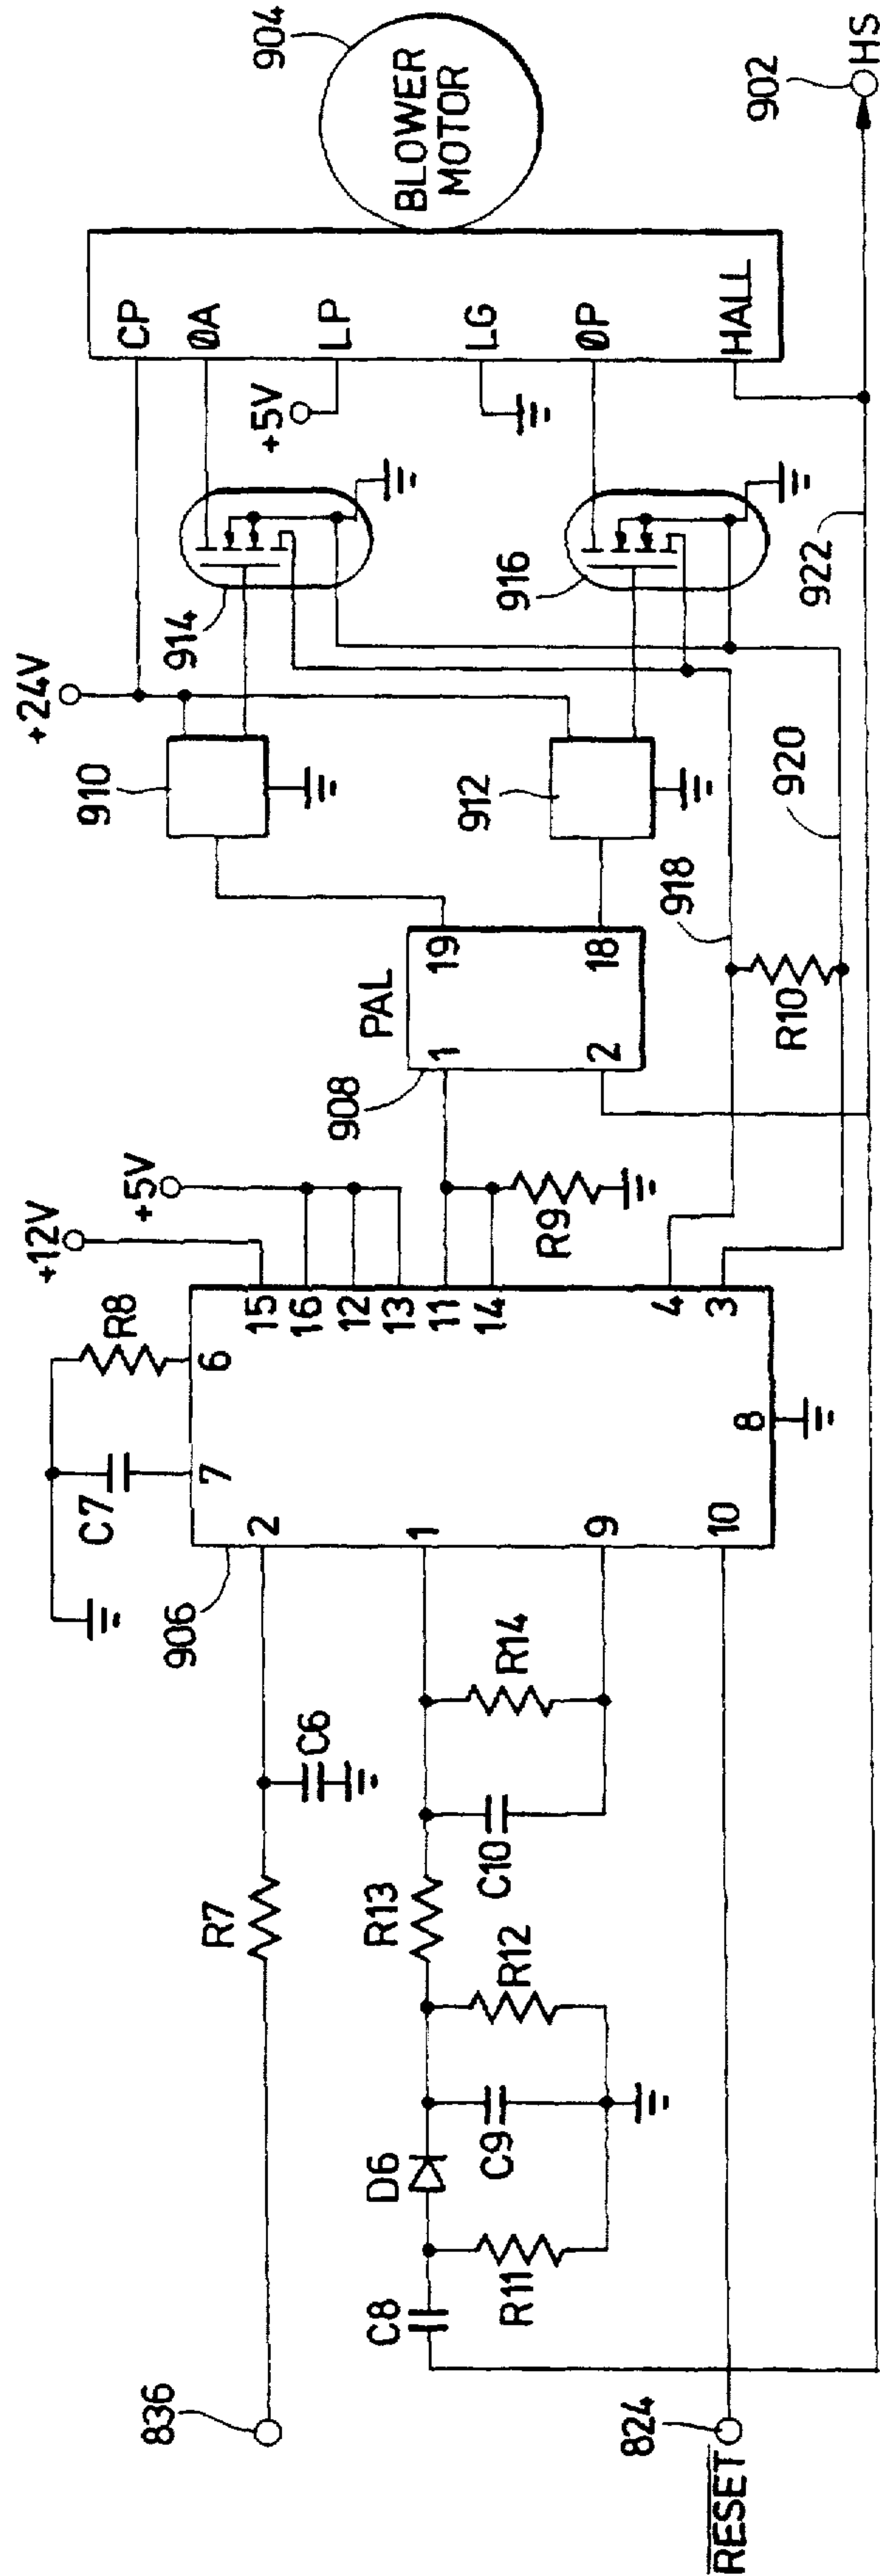 904
BLOWER
MOTOR
902
HS
CP
ØA
LP
LG
ØP
H̅A̅L̅L̅
+5V
914
916
922
+24V
910
912
920
918
PAL
19
18
1
2
908
R10
+12V
+5V
R9
R8
C7
906
15
16
12
13
11
14
4
3
6
7
8
2
1
9
10
R7
C6
R14
C10
R13
R12
D6
C9
R11
C8
836
824
R̅E̅S̅E̅T̅